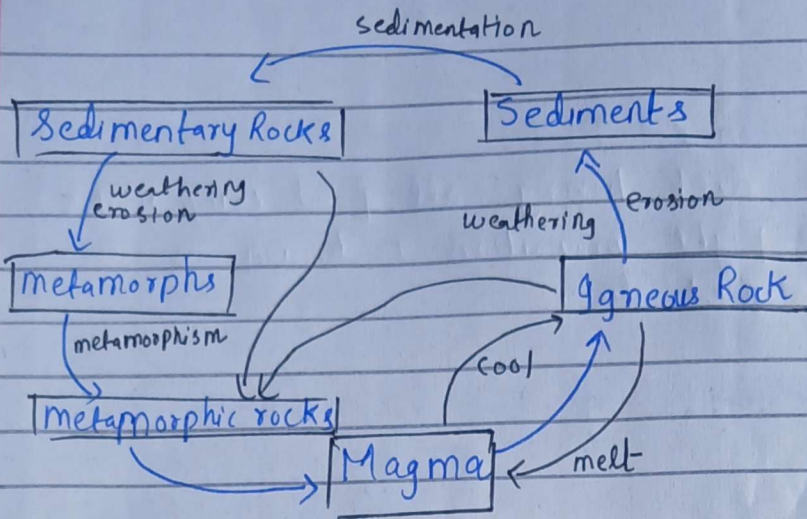 sedimentation
Sedimentary Rocks
Sediments
weathering
erosion
weathering
erosion
metamorphs
Igneous Rock
metamorphism
cool
metamorphic rocks
Magma
melt